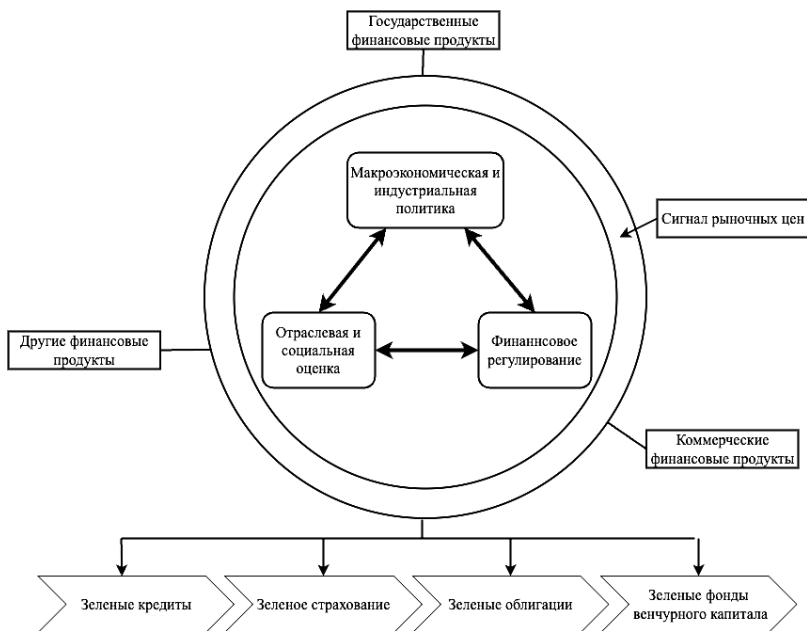 Государственные
финансовые продукты
Макроэкономическая и
индустриальная
политика
Сигнал рыночных цен
Другие финансовые
продукты
Отраслевая и
социальная
оценка
Финаннсовое
регулирование
Коммерческие
финансовые продукты
Зеленые кредиты
Зеленое страхование
Зеленые облигации
Зеленые фонды
венчурного капитала